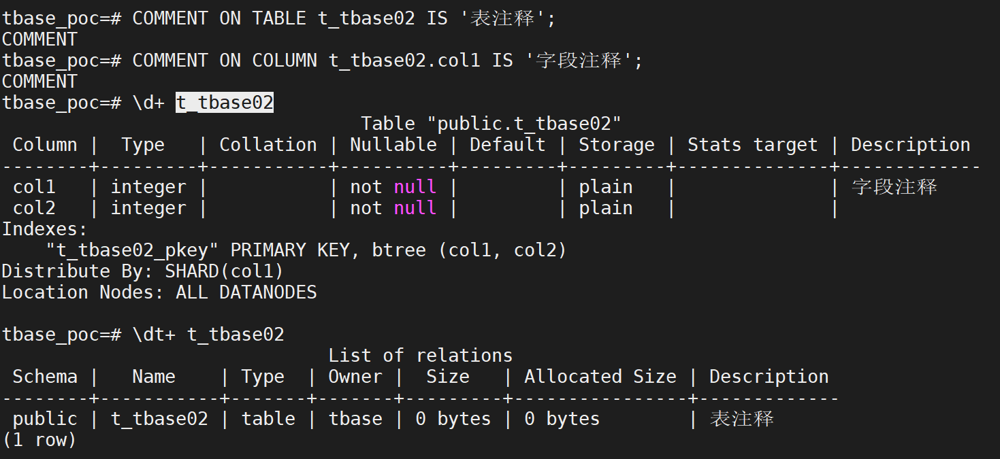 tbase_poc=# COMMENT ON TABLE t_tbase02 IS '表注释';
COMMENT
tbase_poc=# COMMENT ON COLUMN t_tbase02.col1 IS '字段注释';
COMMENT
tbase_poc=# \d+ t_tbase02
                                 Table "public.t_tbase02"
 Column |  Type   | Collation | Nullable | Default | Storage | Stats target | Description 
--------+---------+-----------+----------+---------+---------+--------------+-------------
 col1   | integer |           | not null |         | plain   |              | 字段注释
 col2   | integer |           | not null |         | plain   |              | 
Indexes:
    "t_tbase02_pkey" PRIMARY KEY, btree (col1, col2)
Distribute By: SHARD(col1)
Location Nodes: ALL DATANODES

tbase_poc=# \dt+ t_tbase02
                              List of relations
 Schema |   Name    | Type  | Owner |  Size   | Allocated Size | Description 
--------+-----------+-------+-------+---------+----------------+-------------
 public | t_tbase02 | table | tbase | 0 bytes | 0 bytes        | 表注释
(1 row)